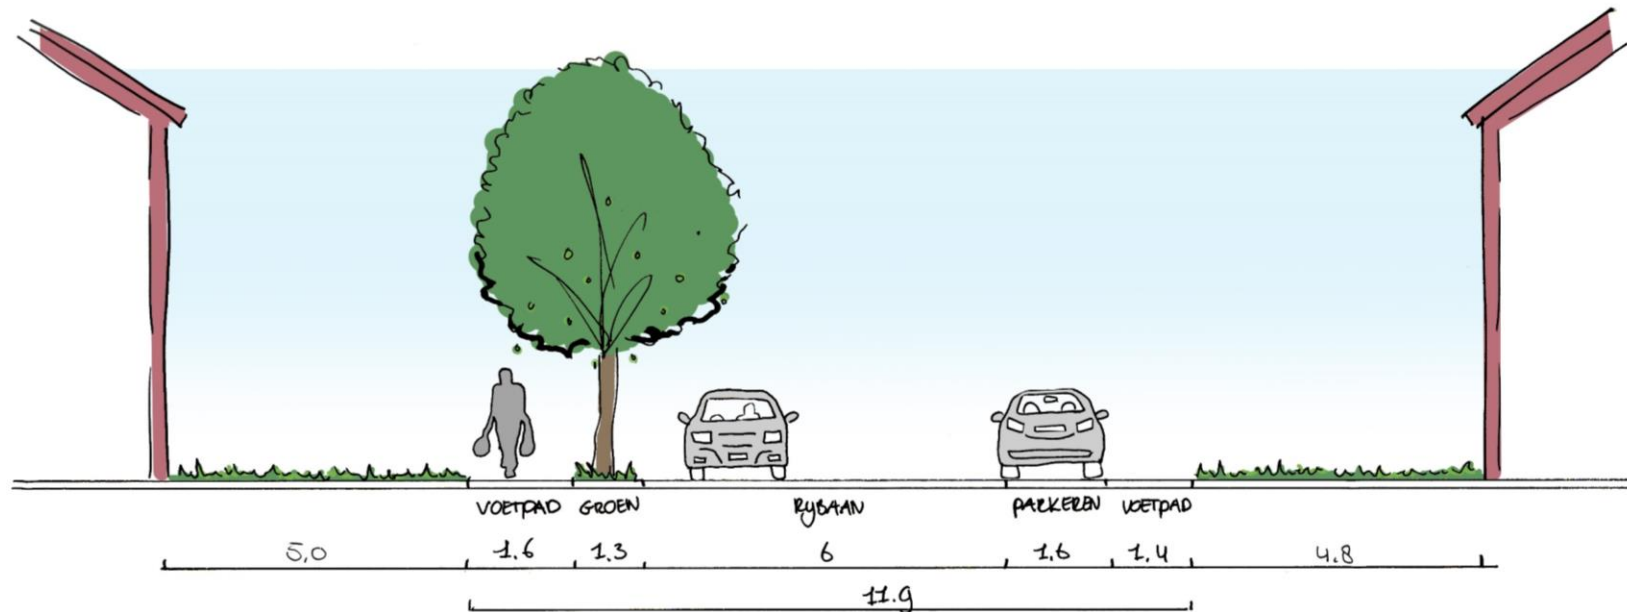 VOETPAD GROEN RYBAAN PARKEREN VOETPAD
5,0 1.6 1.3 6 1.6 1.4 4.8
11.9